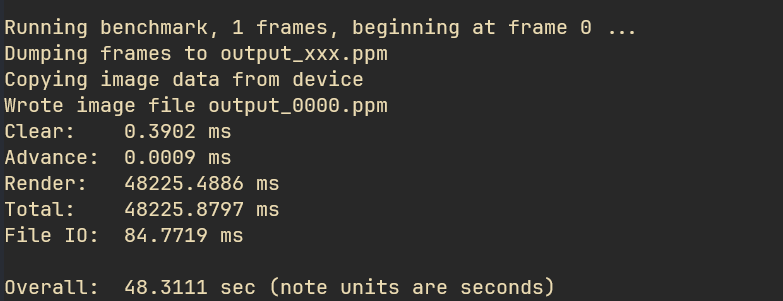 Running benchmark, 1 frames, beginning at frame 0 ...
Dumping frames to output_xxx.ppm
Copying image data from device
Wrote image file output_0000.ppm
Clear:    0.3902 ms
Advance:  0.0009 ms
Render:   48225.4886 ms
Total:    48225.8797 ms
File IO:  84.7719 ms

Overall:  48.3111 sec (note units are seconds)